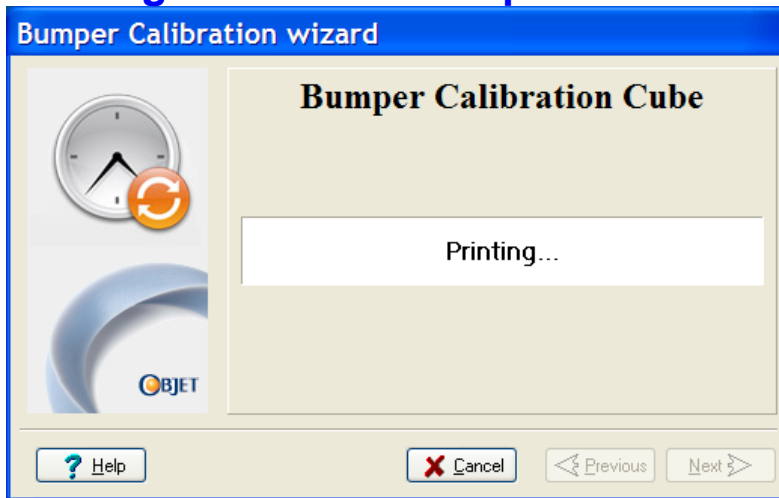 Bumper Calibration wizard
Bumper Calibration Cube
Printing...
OBJET
Help
Cancel
Previous
Next